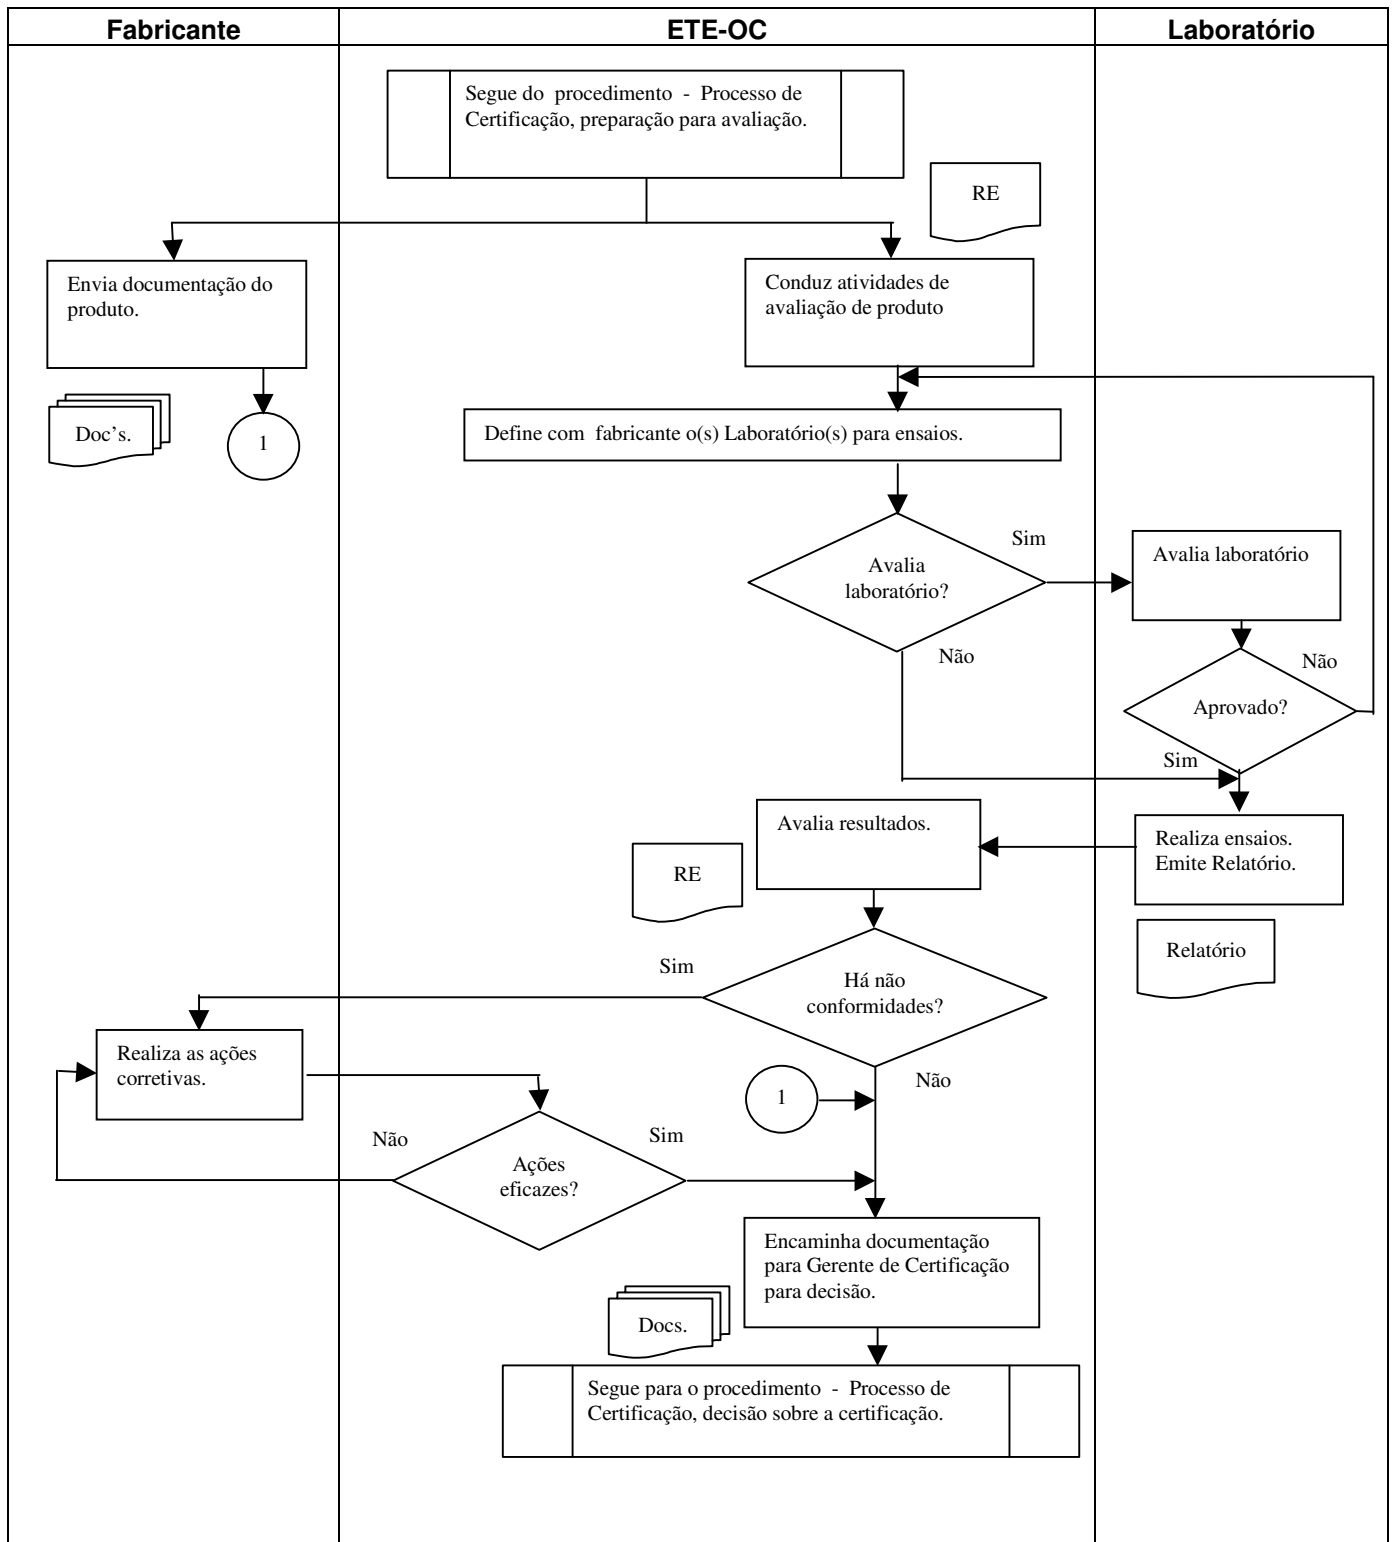 Fabricante
ETE-OC
Laboratório
Segue do procedimento - Processo de
Certificação, preparação para avaliação.
RE
Envia documentação do
produto.
Conduz atividades de
avaliação de produto
Doc's.
1
Define com fabricante o(s) Laboratório(s) para ensaios.
Sim
Avalia
laboratório?
Avalia laboratório
Não
Não
Aprovado?
Sim
Avalia resultados.
Realiza ensaios.
Emite Relatório.
RE
Relatório
Sim
Há não
conformidades?
Realiza as ações
corretivas.
Não
1
Não
Sim
Ações
eficazes?
Encaminha documentação
para Gerente de Certificação
para decisão.
Docs.
Segue para o procedimento - Processo de
Certificação, decisão sobre a certificação.